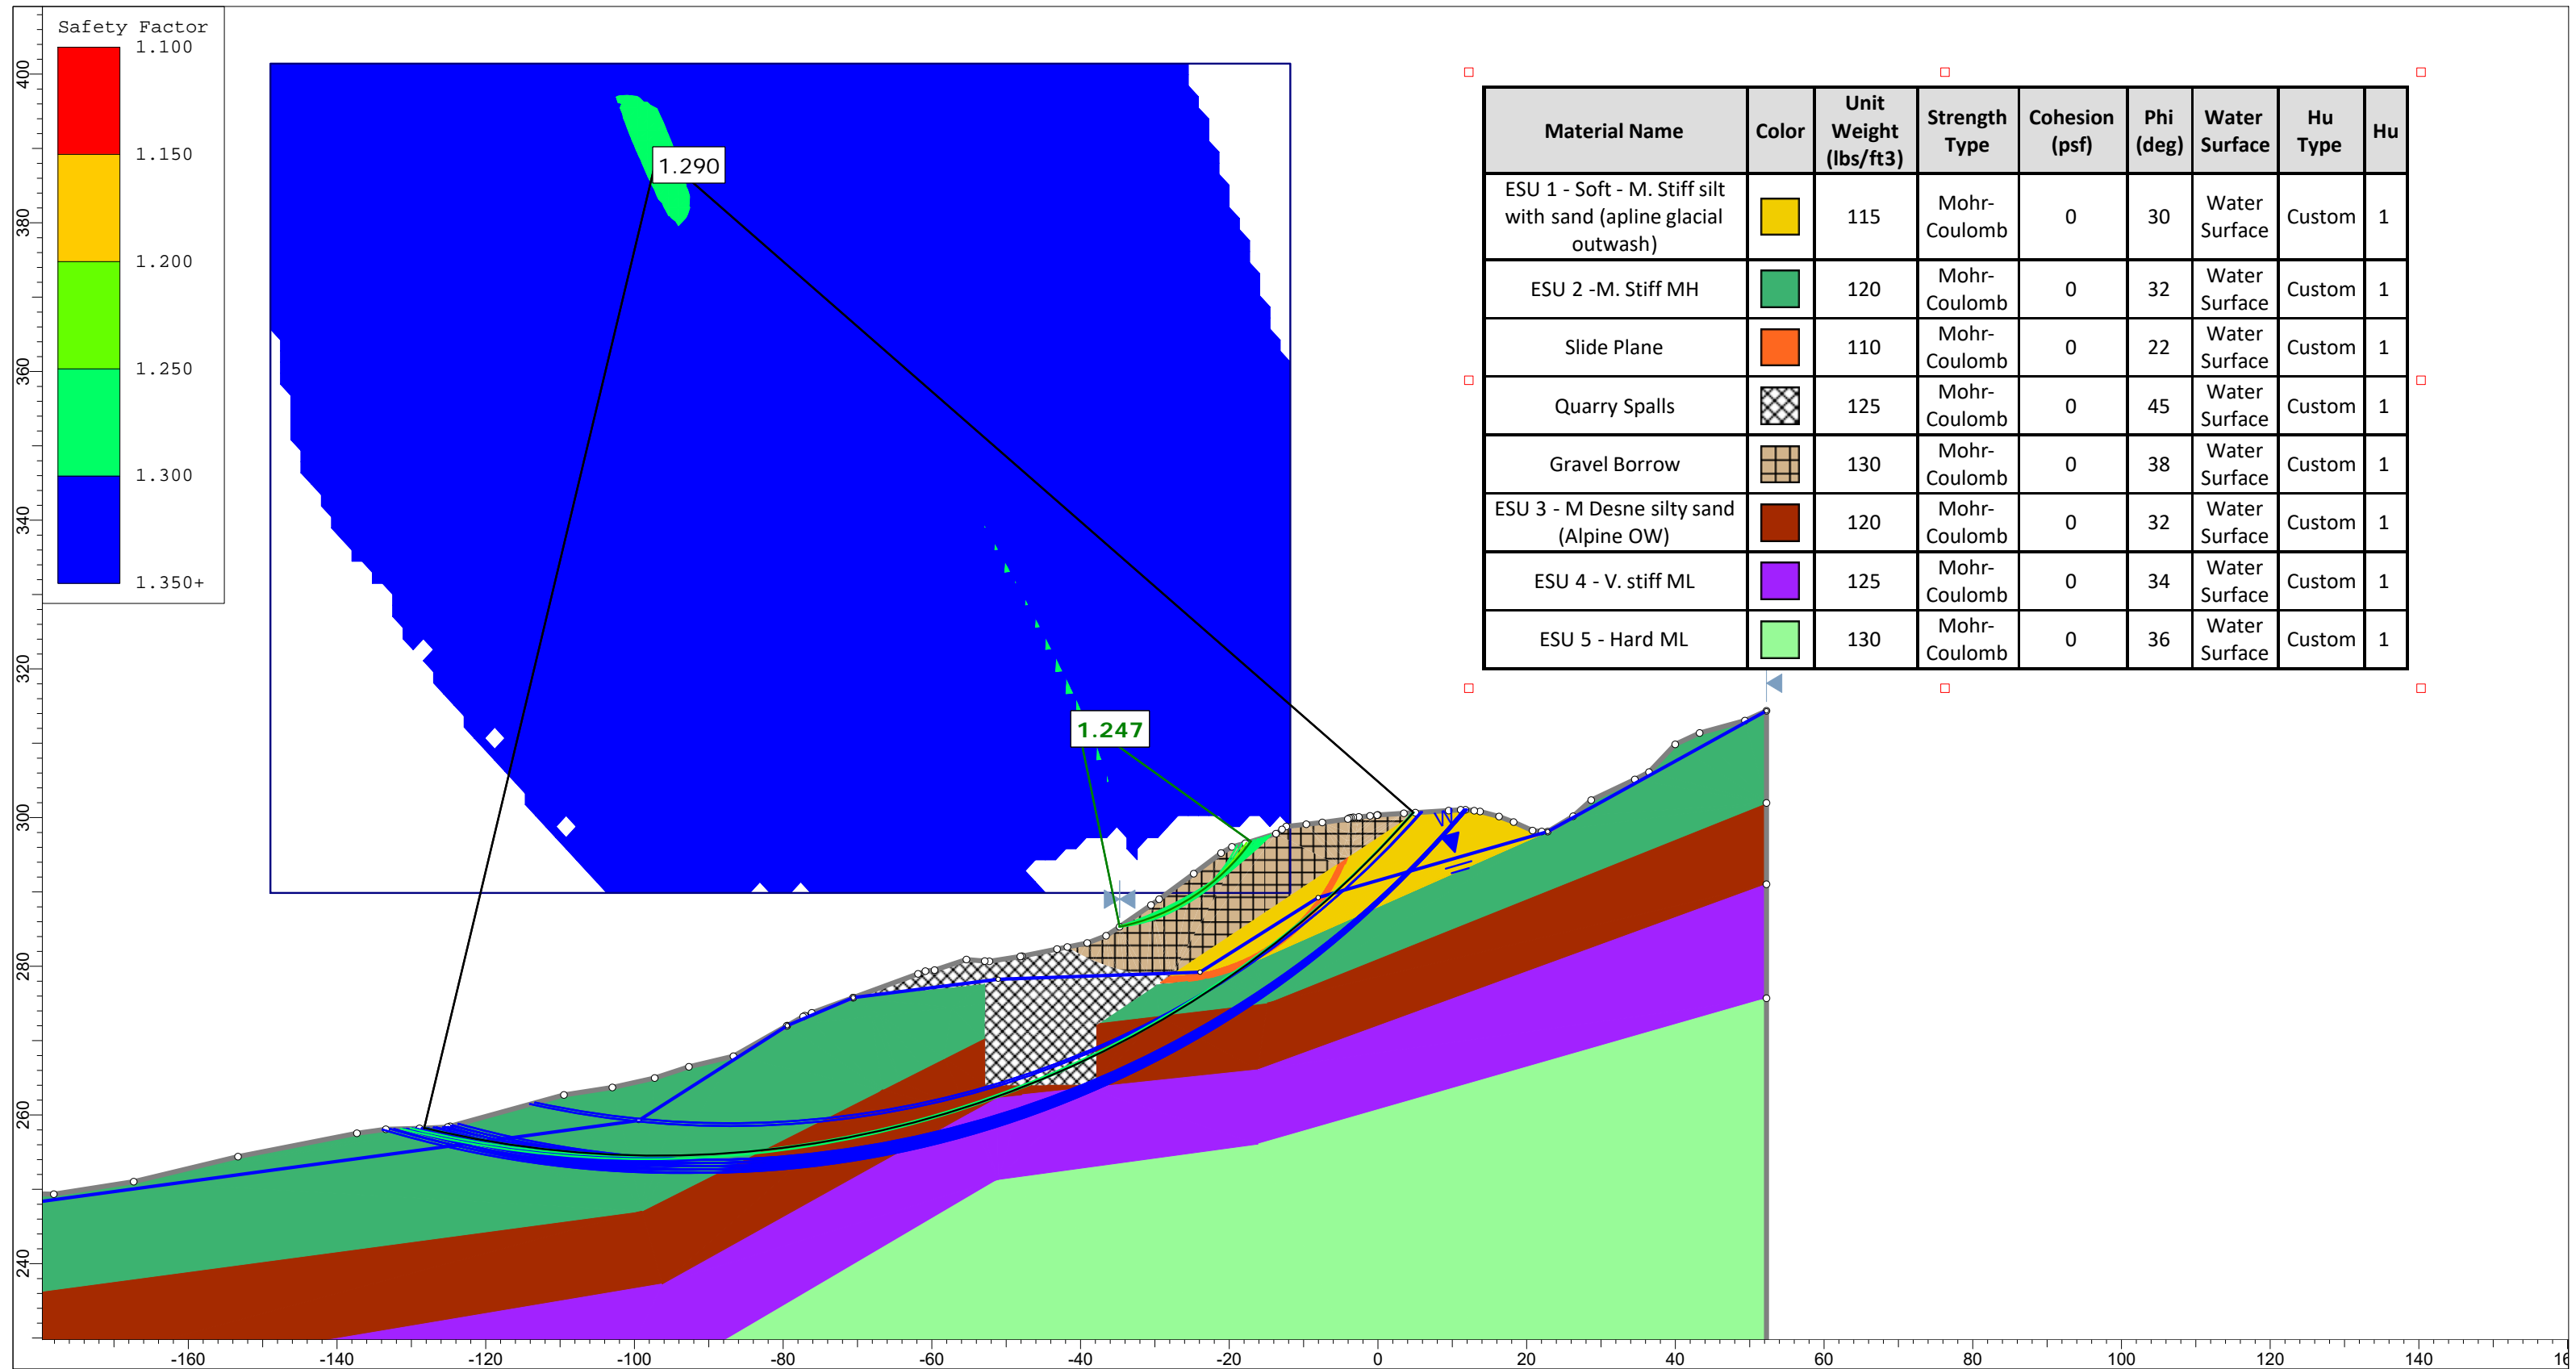 Safety Factor
1.100
1.150
1.200
1.250
1.300
1.350+
400
380
360
340
320
300
280
260
240
1.290
1.247
W
Material Name Color Unit Weight (lbs/ft3) Strength Type Cohesion (psf) Phi (deg) Water Surface Hu Type Hu
ESU 1 - Soft - M. Stiff silt with sand (apline glacial outwash) 115 Mohr-Coulomb 0 30 Water Surface Custom 1
ESU 2 -M. Stiff MH 120 Mohr-Coulomb 0 32 Water Surface Custom 1
Slide Plane 110 Mohr-Coulomb 0 22 Water Surface Custom 1
Quarry Spalls 125 Mohr-Coulomb 0 45 Water Surface Custom 1
Gravel Borrow 130 Mohr-Coulomb 0 38 Water Surface Custom 1
ESU 3 - M Desne silty sand (Alpine OW) 120 Mohr-Coulomb 0 32 Water Surface Custom 1
ESU 4 - V. stiff ML 125 Mohr-Coulomb 0 34 Water Surface Custom 1
ESU 5 - Hard ML 130 Mohr-Coulomb 0 36 Water Surface Custom 1
-160 -140 -120 -100 -80 -60 -40 -20 0 20 40 60 80 100 120 140